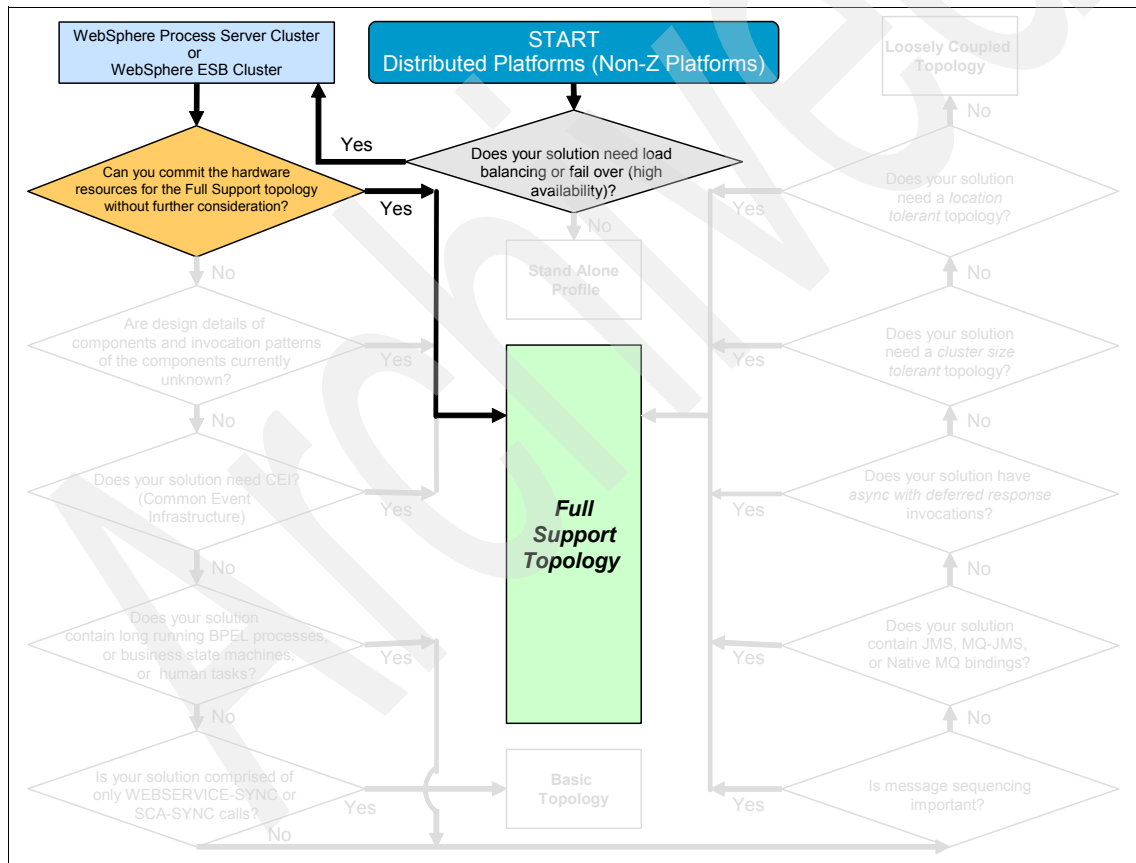 WebSphere Process Server Cluster
or
WebSphere ESB Cluster
START
Distributed Platforms (Non-Z Platforms)
Loosely Coupled
Topology
No
Yes
Does your solution need load
balancing or fail over (high
availability)?
Can you commit the hardware
resources for the Full Support topology
without further consideration?
Yes
Does your solution
need a location
tolerant topology?
Yes
No
Stand Alone
Profile
No
No
Are design details of
components and invocation patterns
of the components currently
unknown?
Yes
Does your solution
need a cluster size
tolerant topology?
Yes
No
No
Does your solution need CEI?
(Common Event
Infrastructure)
Yes
Full
Support
Topology
Does your solution have
async with deferred response
invocations?
Yes
No
No
Does your solution
contain long running BPEL processes,
or business state machines,
or human tasks?
Yes
Does your solution
contain JMS, MQ-JMS,
or Native MQ bindings?
Yes
No
No
Is your solution comprised of
only WEBSERVICE-SYNC or
SCA-SYNC calls?
Yes
Basic
Topology
Is message sequencing
important?
Yes
No
Archived